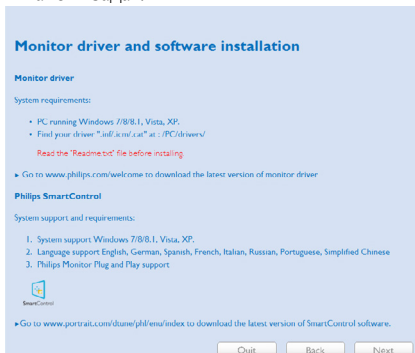 Monitor driver and software installation
Monitor driver
System requirements:
• PC running Windows 7/8/8.1, Vista, XP.
• Find your driver ".inf/.icm/.cat" at : /PC/drivers/
Read the "Readme.txt" file before installing.
▸ Go to www.philips.com/welcome to download the latest version of monitor driver
Philips SmartControl
System support and requirements:
1. System support Windows 7/8/8.1, Vista, XP.
2. Language support English, German, Spanish, French, Italian, Russian, Portuguese, Simplified Chinese
3. Philips Monitor Plug and Play support
SmartControl
▸Go to www.portrait.com/dtune/phl/enu/index to download the latest version of SmartControl software.
Quit Back Next